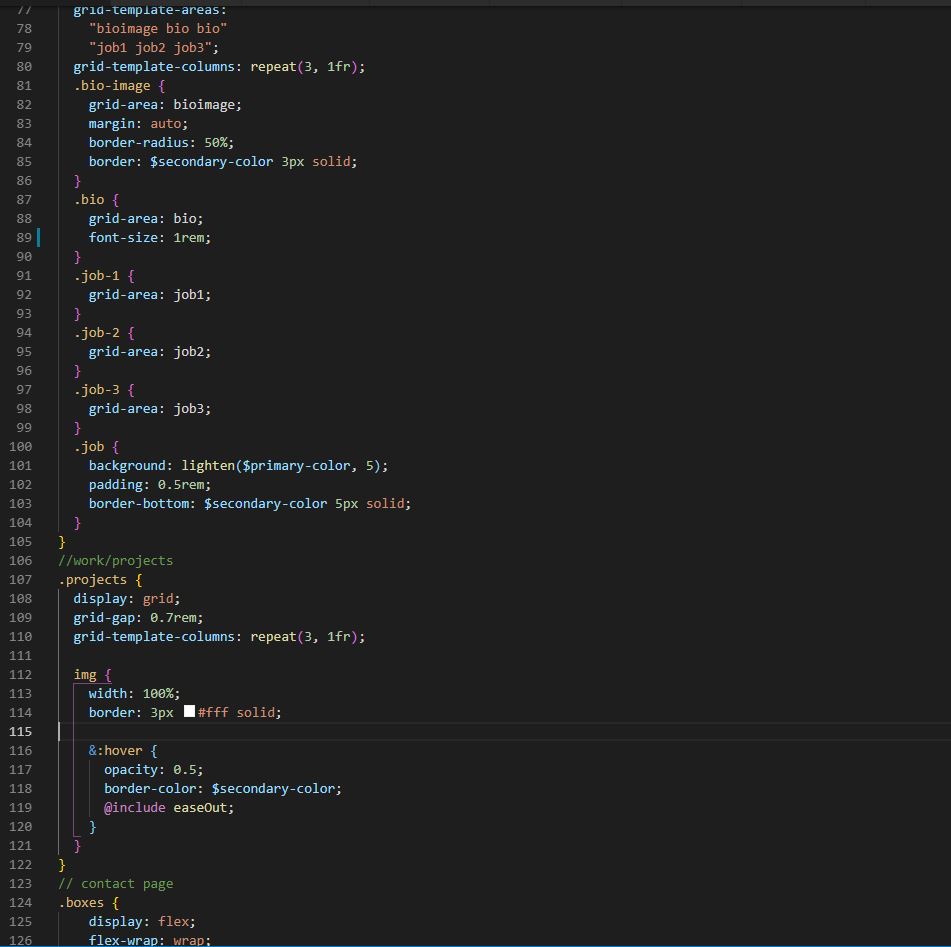 77 grid-template-areas:
78 "bioimage bio bio"
79 "job1 job2 job3";
80 grid-template-columns: repeat(3, 1fr);
81 .bio-image {
82 grid-area: bioimage;
83 margin: auto;
84 border-radius: 50%;
85 border: $secondary-color 3px solid;
86 }
87 .bio {
88 grid-area: bio;
89 font-size: 1rem;
90 }
91 .job-1 {
92 grid-area: job1;
93 }
94 .job-2 {
95 grid-area: job2;
96 }
97 .job-3 {
98 grid-area: job3;
99 }
100 .job {
101 background: lighten($primary-color, 5);
102 padding: 0.5rem;
103 border-bottom: $secondary-color 5px solid;
104 }
105 }
106 //work/projects
107 .projects {
108 display: grid;
109 grid-gap: 0.7rem;
110 grid-template-columns: repeat(3, 1fr);
111
112 img {
113 width: 100%;
114 border: 3px #fff solid;
115
116 &:hover {
117 opacity: 0.5;
118 border-color: $secondary-color;
119 @include easeOut;
120 }
121 }
122 }
123 // contact page
124 .boxes {
125 display: flex;
126 flex-wrap: wrap;